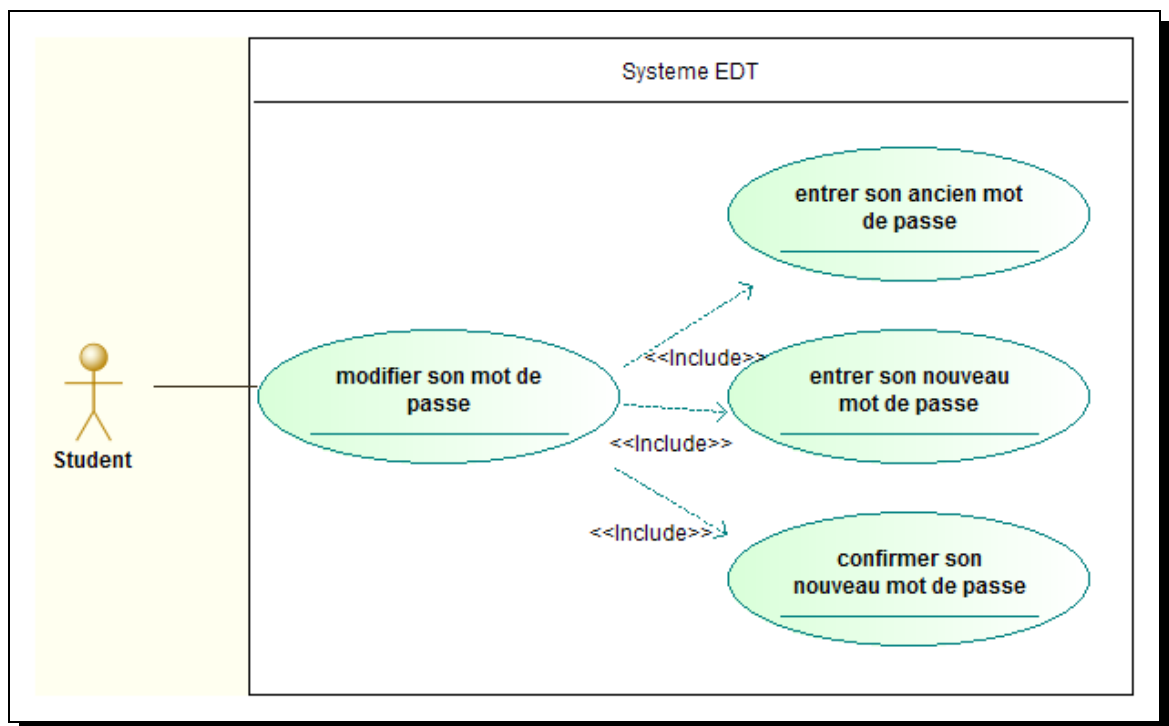 Systeme EDT
entrer son ancien mot
de passe
<<Include>>
modifier son mot de
passe
entrer son nouveau
mot de passe
<<Include>>
Student
<<Include>>
confirmer son
nouveau mot de passe